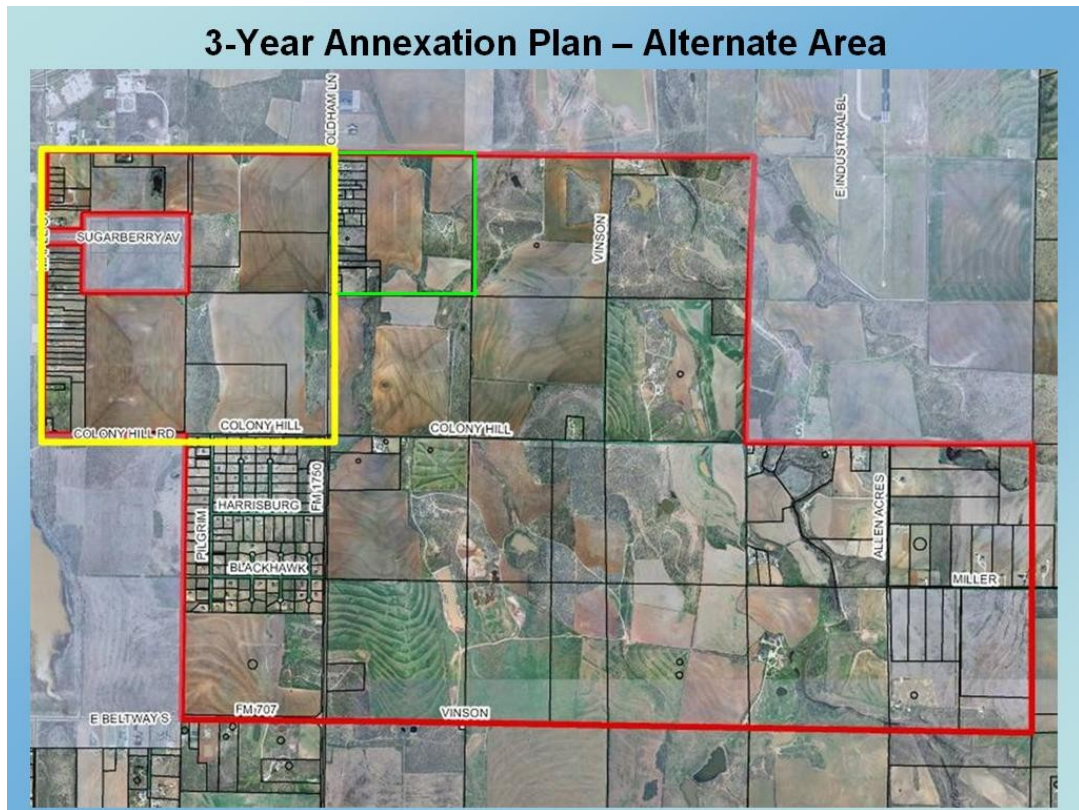 3-Year Annexation Plan – Alternate Area
OLDHAM LN
E INDUSTRIAL BL
SUGARBERRY AV
VINSON
COLONY HILL RD
COLONY HILL
COLONY HILL
FM 1750
HARRISBURG
PILGRIM
BLACKHAWK
ALLEN ACRES
MILLER
FM 707
VINSON
E BELTWAY S